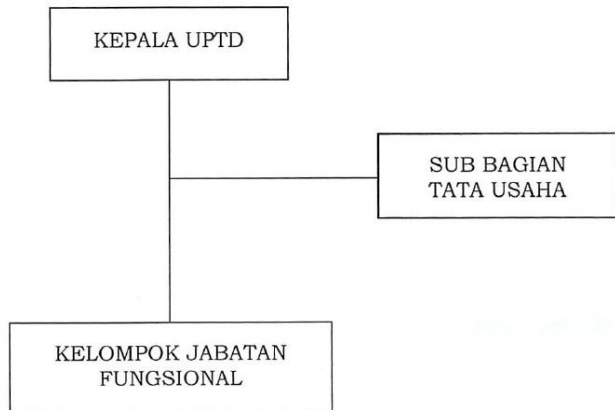 KEPALA UPTD
SUB BAGIAN
TATA USAHA
KELOMPOK JABATAN
FUNGSIONAL